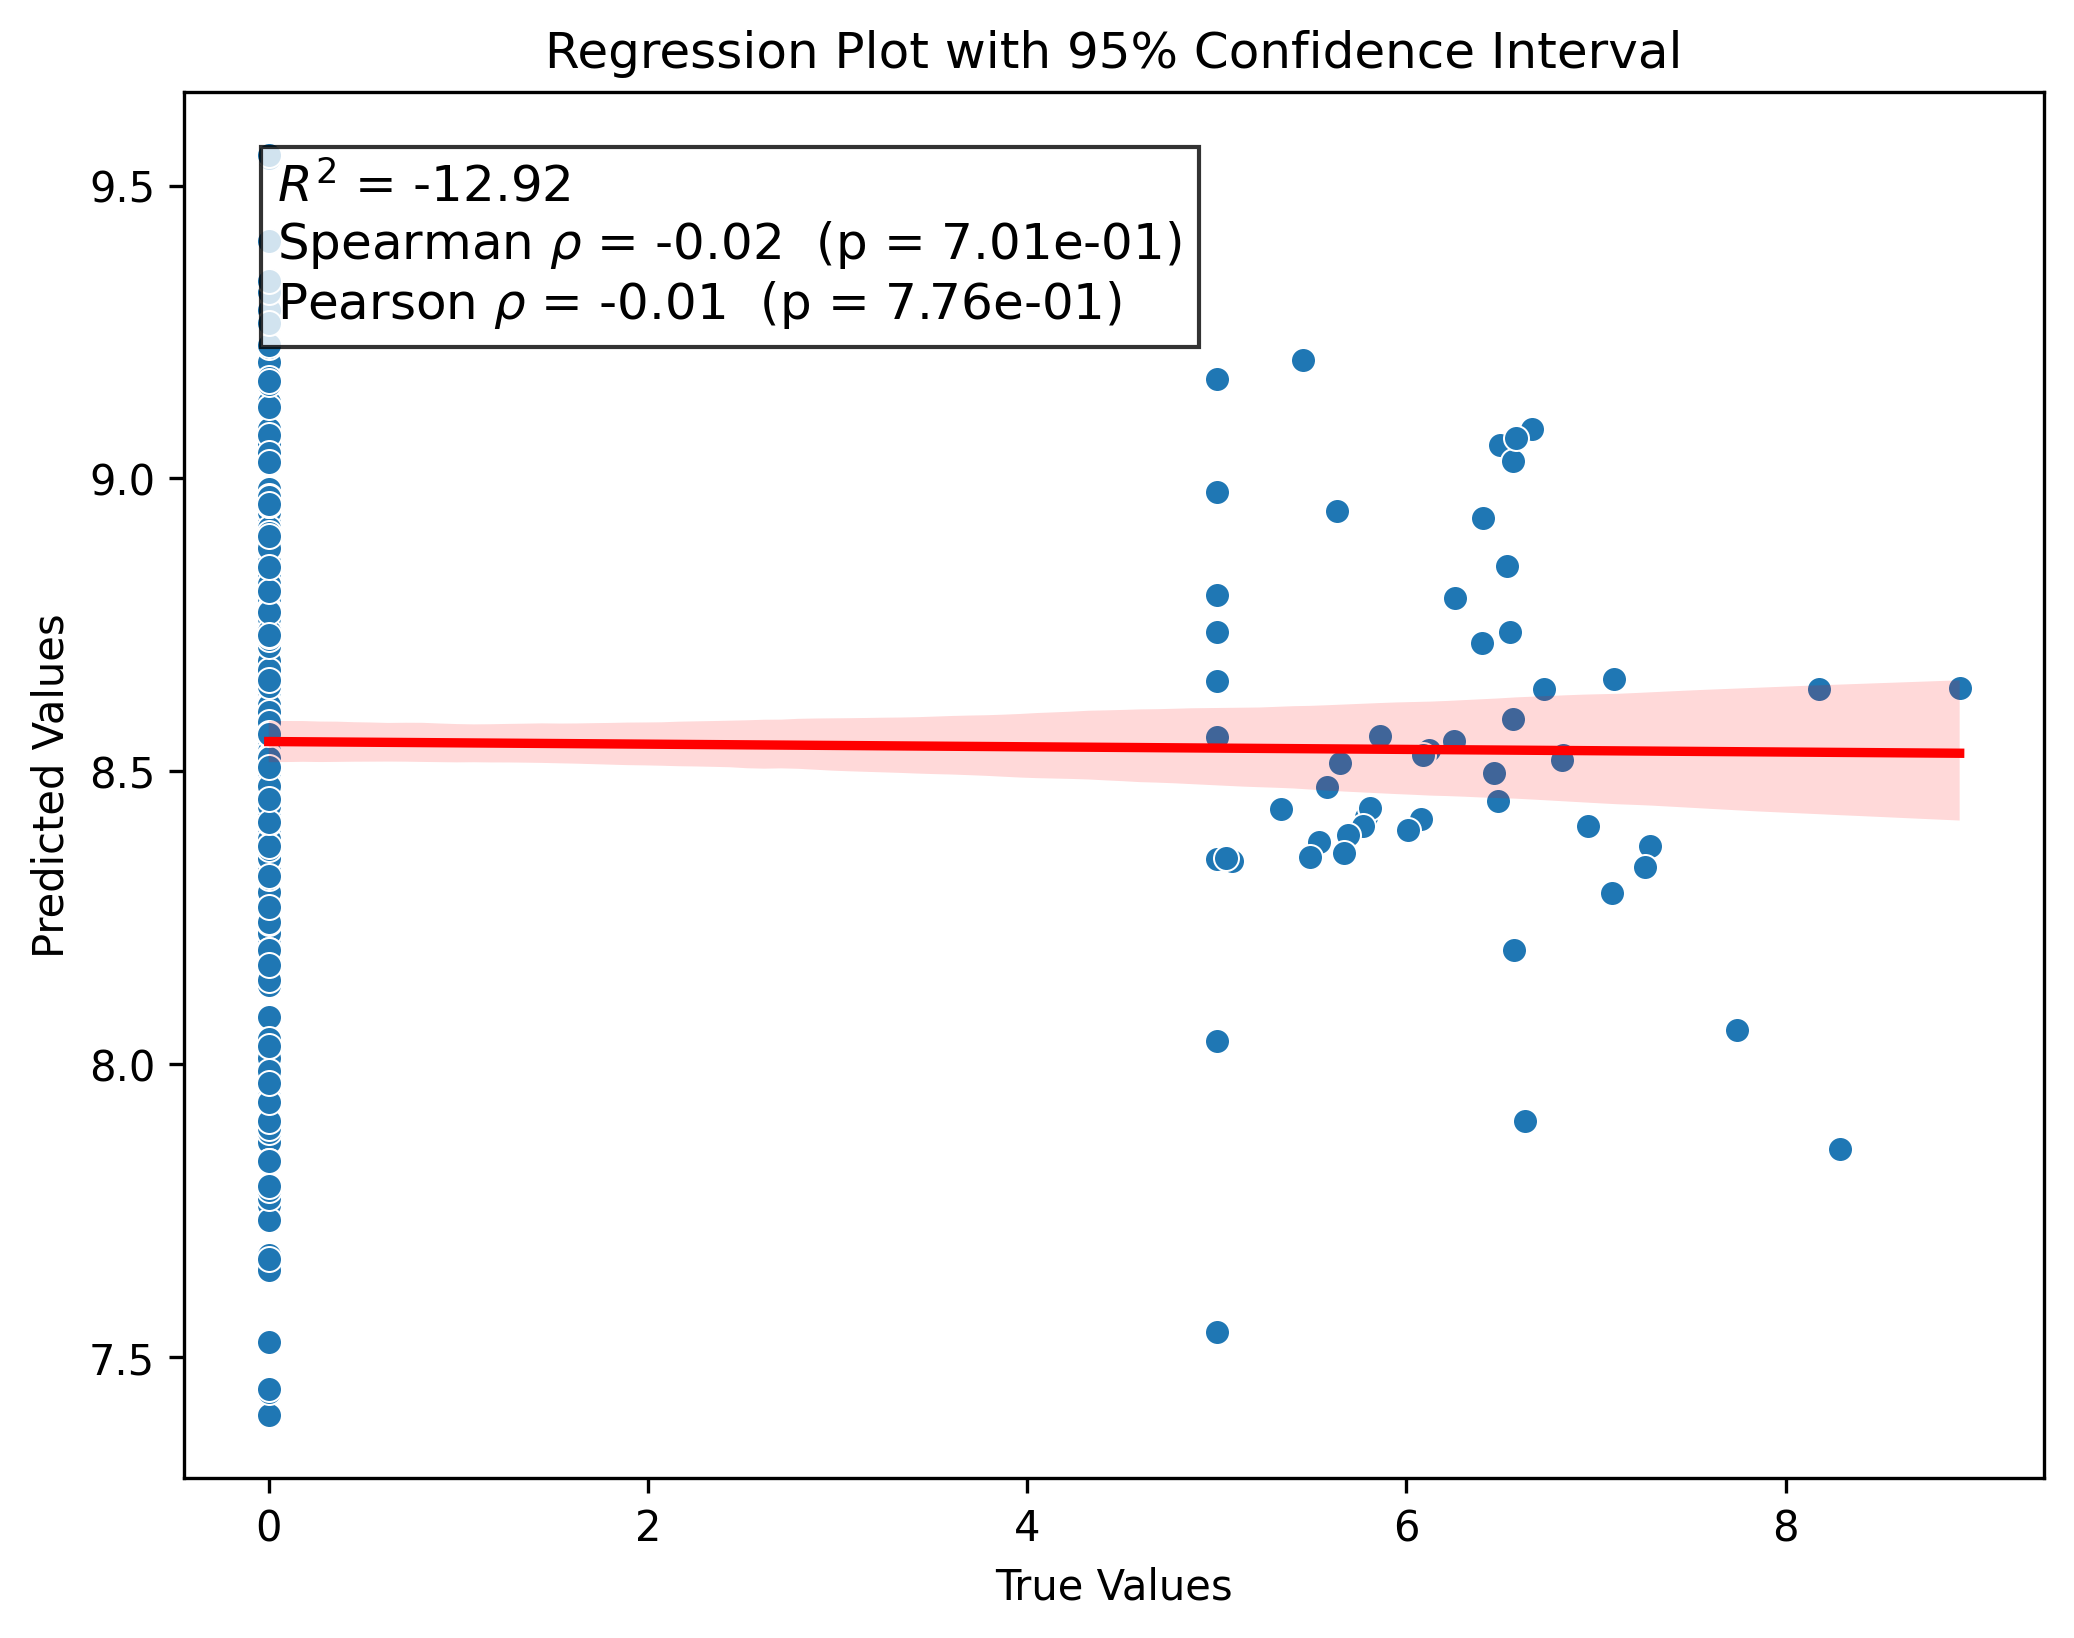 Regression Plot with 95% Confidence Interval
R² = -12.92
Spearman ρ = -0.02 (p = 7.01e-01)
Pearson ρ = -0.01 (p = 7.76e-01)
9.5
9.0
8.5
8.0
7.5
Predicted Values
0 2 4 6 8
True Values